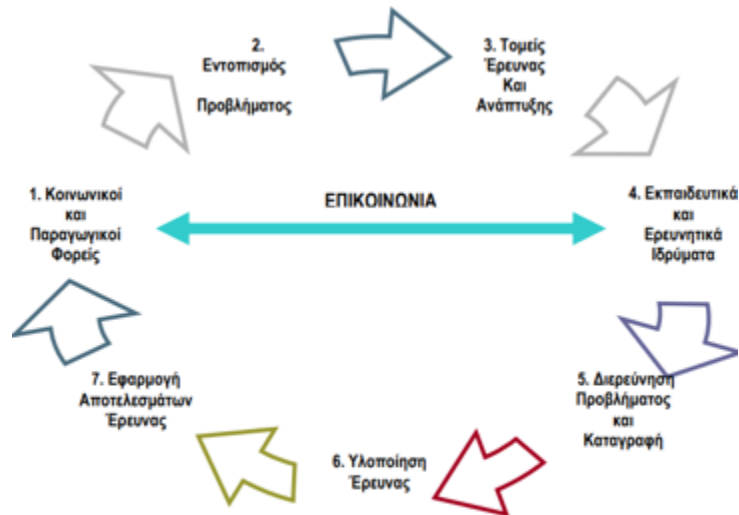 2.
Εντοπισμός
Προβλήματος
3. Τομείς
Έρευνας
Και
Ανάπτυξης
1. Κοινωνικοί
και
Παραγωγικοί
Φορείς
ΕΠΙΚΟΙΝΩΝΙΑ
4. Εκπαιδευτικά
και
Ερευνητικά
Ιδρύματα
5. Διερεύνηση
Προβλήματος
και
Καταγραφή
6. Υλοποίηση
Έρευνας
7. Εφαρμογή
Αποτελεσμάτων
Έρευνας